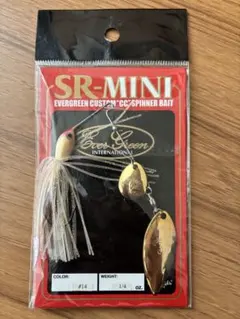 SR-MINI
EVERGREEN CUSTOM "CC" SPINNER BAIT
Ever Green
INTERNATIONAL
COLOR: WEIGHT:
#14 1/4 OZ.